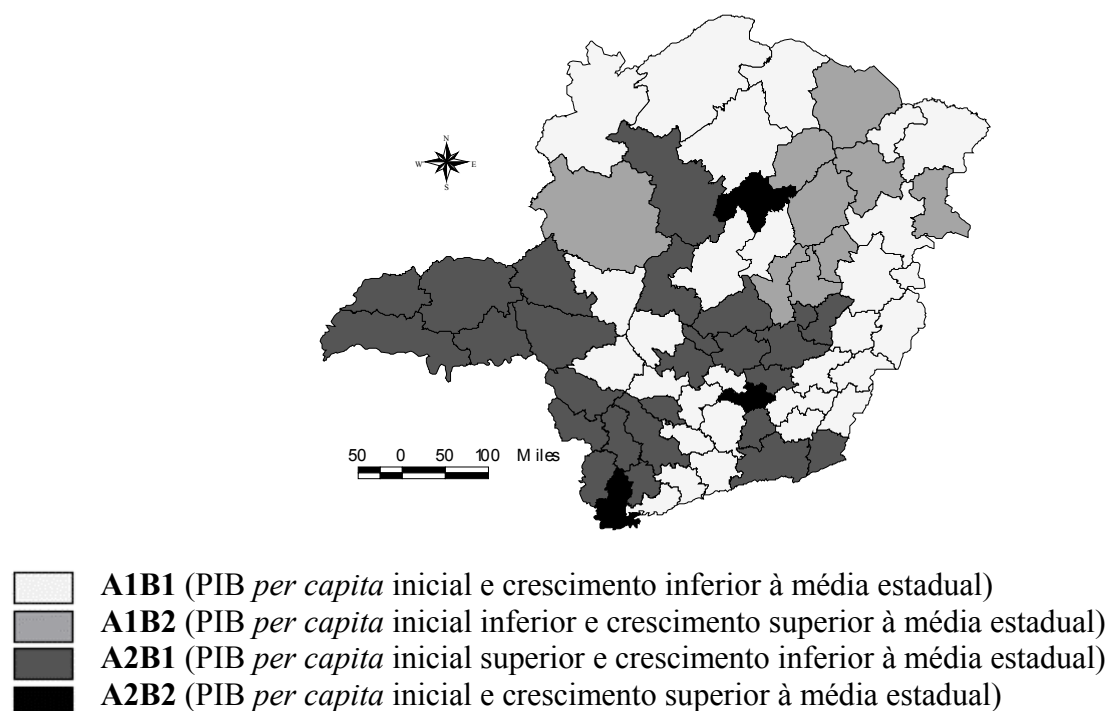 N
W E
S
50 0 50 100 Miles
A1B1 (PIB per capita inicial e crescimento inferior à média estadual)
A1B2 (PIB per capita inicial inferior e crescimento superior à média estadual)
A2B1 (PIB per capita inicial superior e crescimento inferior à média estadual)
A2B2 (PIB per capita inicial e crescimento superior à média estadual)